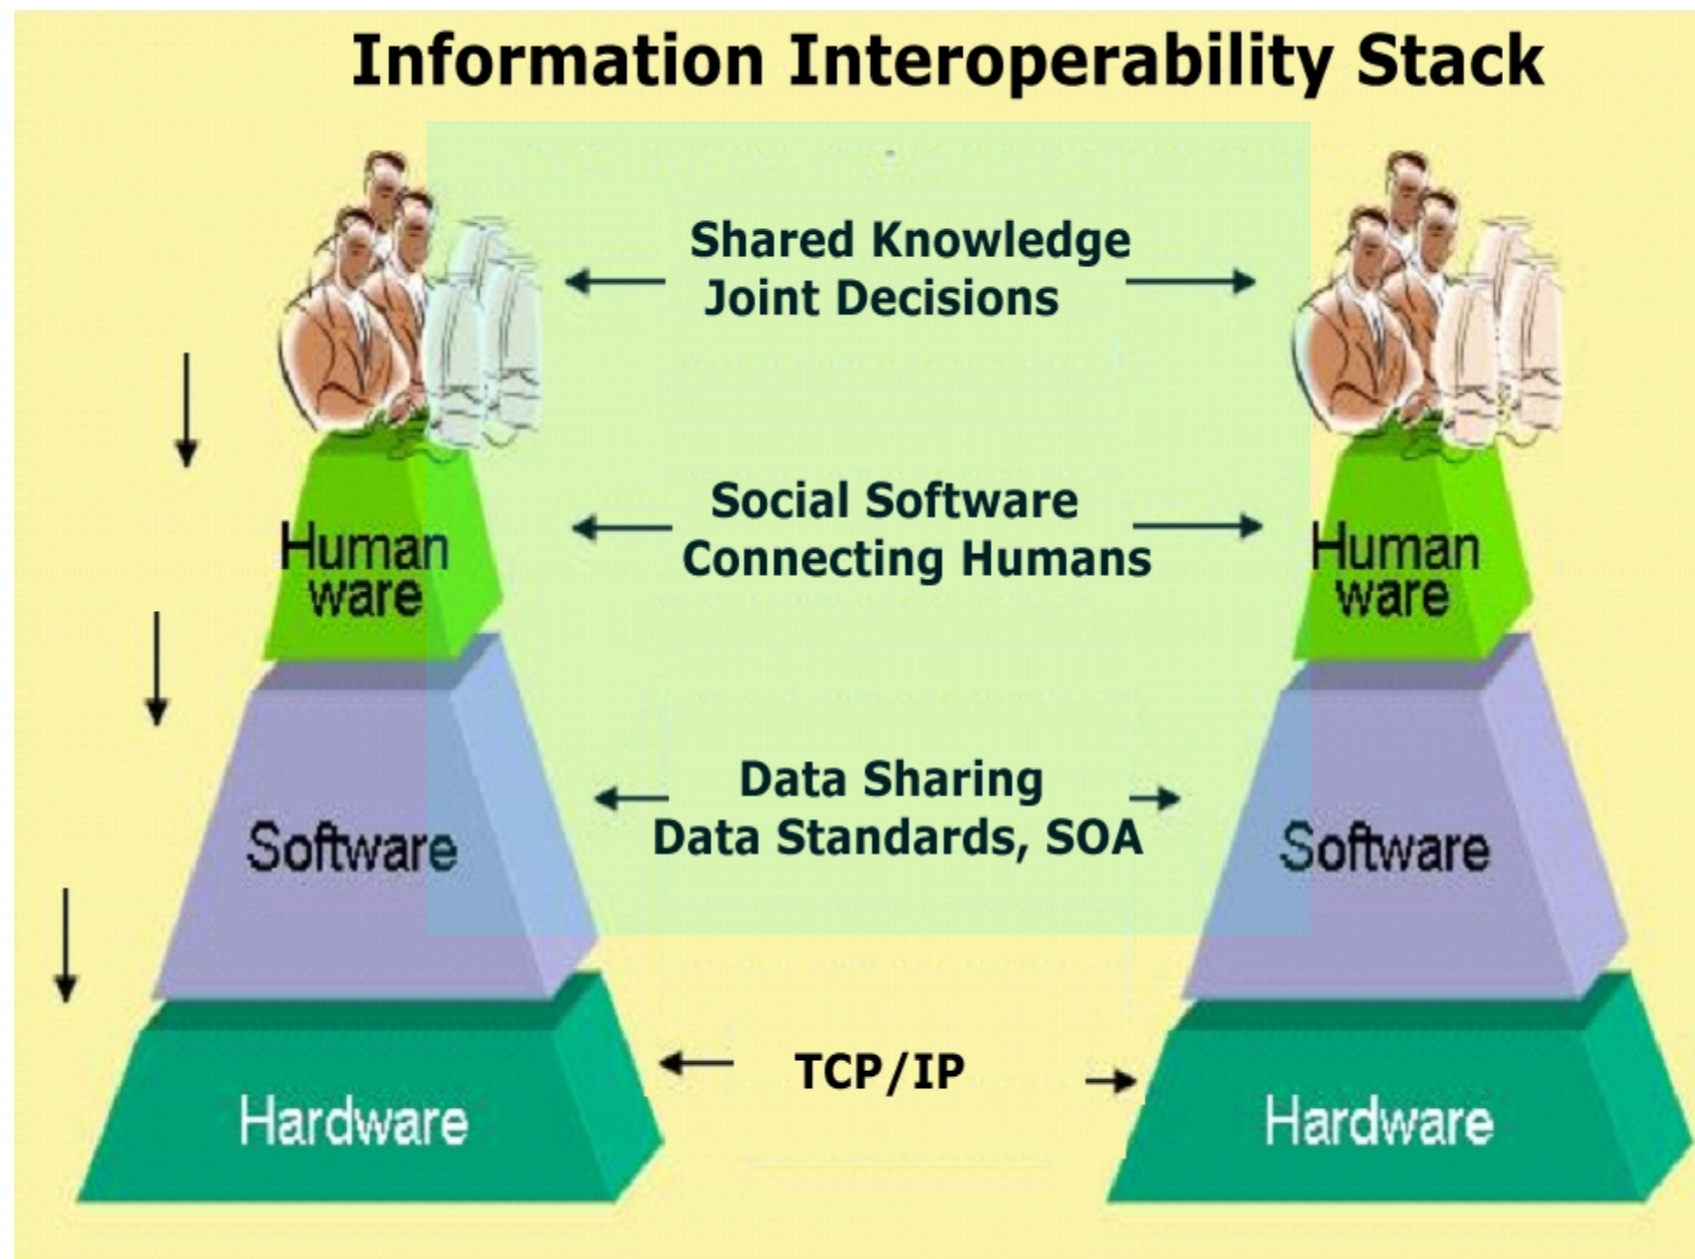 Information Interoperability Stack
Shared Knowledge
Joint Decisions
Social Software
Connecting Humans
Human
ware
Human
ware
Data Sharing
Data Standards, SOA
Software
Software
TCP/IP
Hardware
Hardware